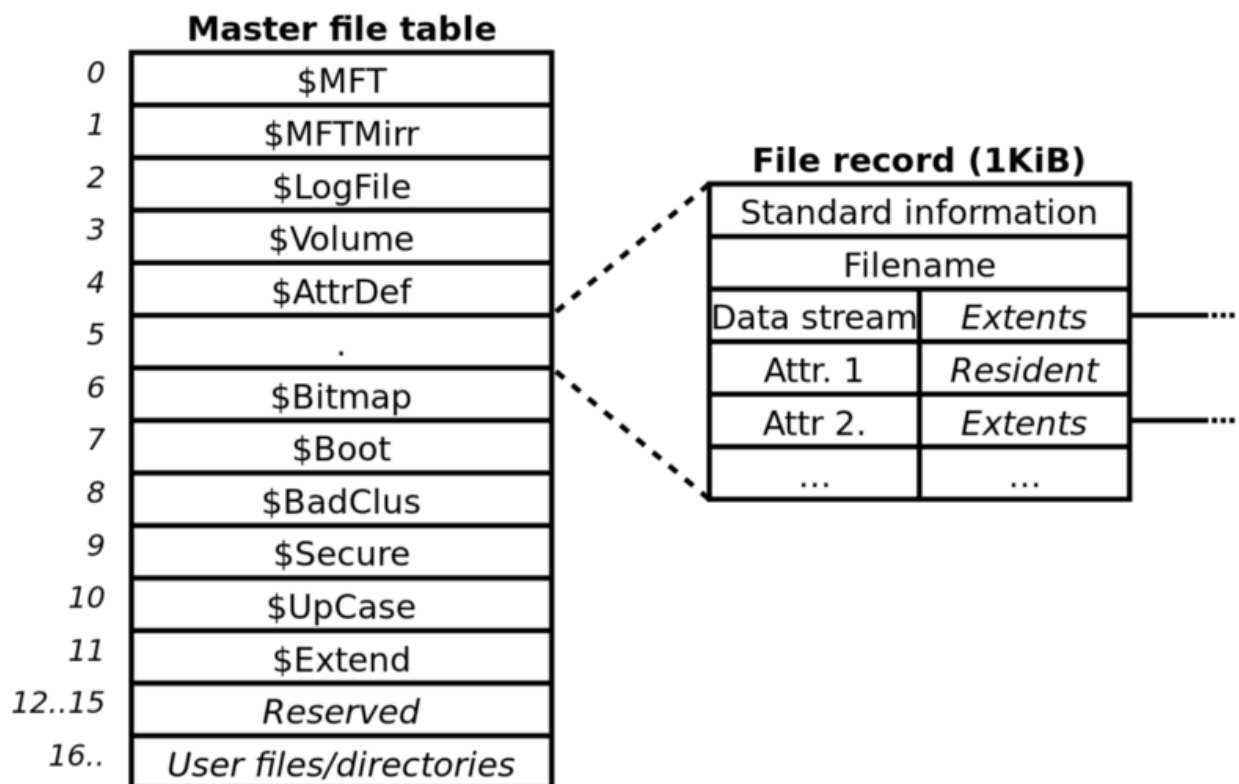 Master file table
0 $MFT
1 $MFTMirr
2 $LogFile
3 $Volume
4 $AttrDef
5 .
6 $Bitmap
7 $Boot
8 $BadClus
9 $Secure
10 $UpCase
11 $Extend
12..15 Reserved
16.. User files/directories
File record (1KiB)
Standard information
Filename
Data stream Extents
Attr. 1 Resident
Attr 2. Extents
... ...